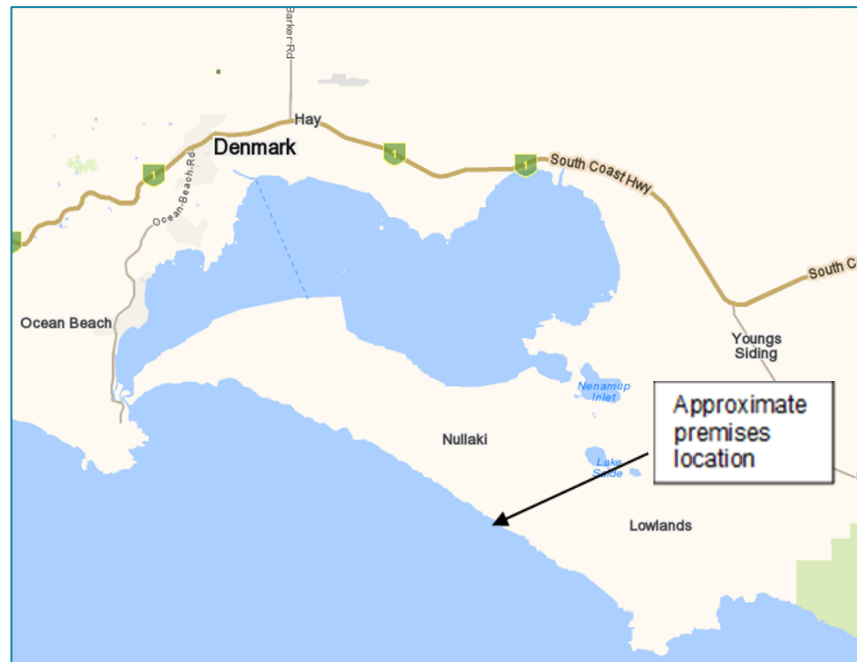 Barker Rd
Hay
Denmark
1
1
1
South Coast Hwy
Ocean Beach Rd
South C
Ocean Beach
Youngs
Siding
Nenamup
Inlet
Approximate
premises
location
Nullaki
Lake
Saide
Lowlands